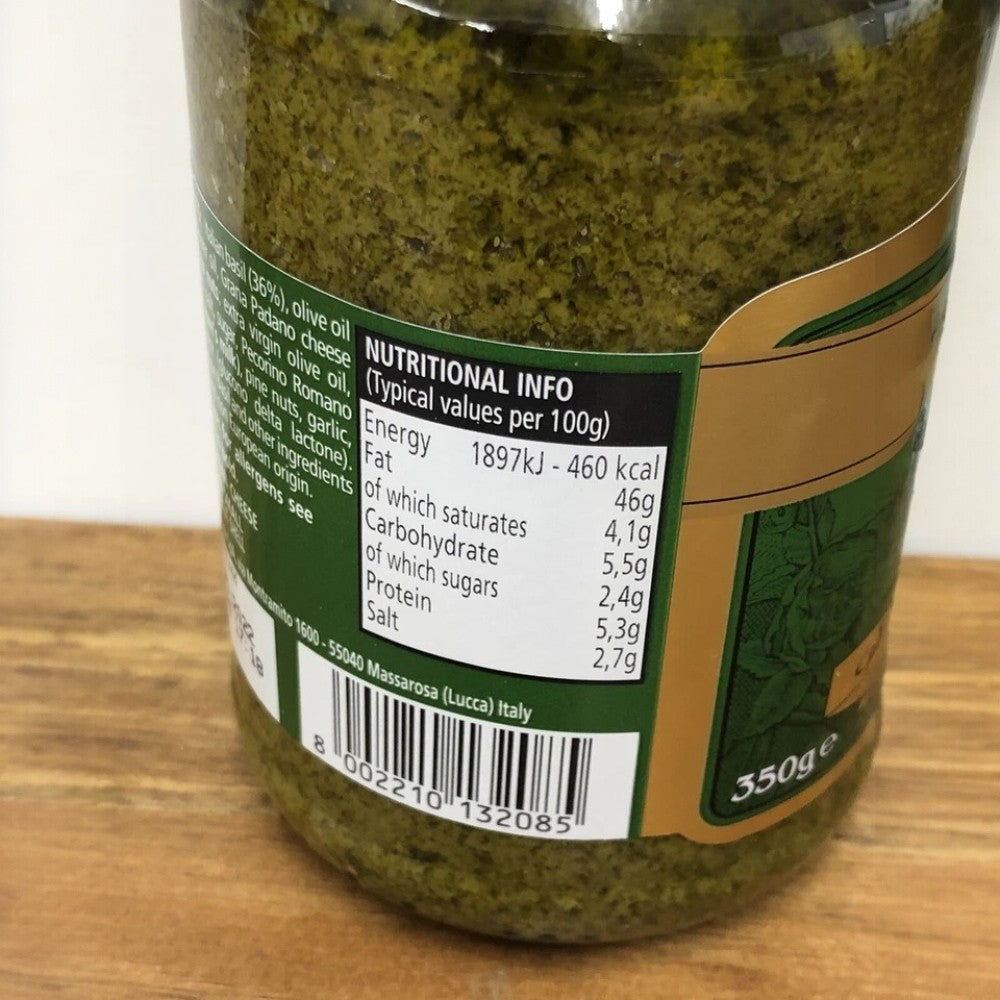 basil (36%), olive oil
Grana Padano cheese
extra virgin olive oil,
sugar, Pecorino Romano
pine nuts, garlic,
delta lactone).
and other ingredients
European origin.
allergens see
CHEESE
NUTRITIONAL INFO
(Typical values per 100g)
Energy 1897kJ - 460 kcal
Fat 46g
of which saturates 4,1g
Carbohydrate 5,5g
of which sugars 2,4g
Protein 5,3g
Salt 2,7g
Montramito 1600 - 55040 Massarosa (Lucca) Italy
8 002210 132085
350g e